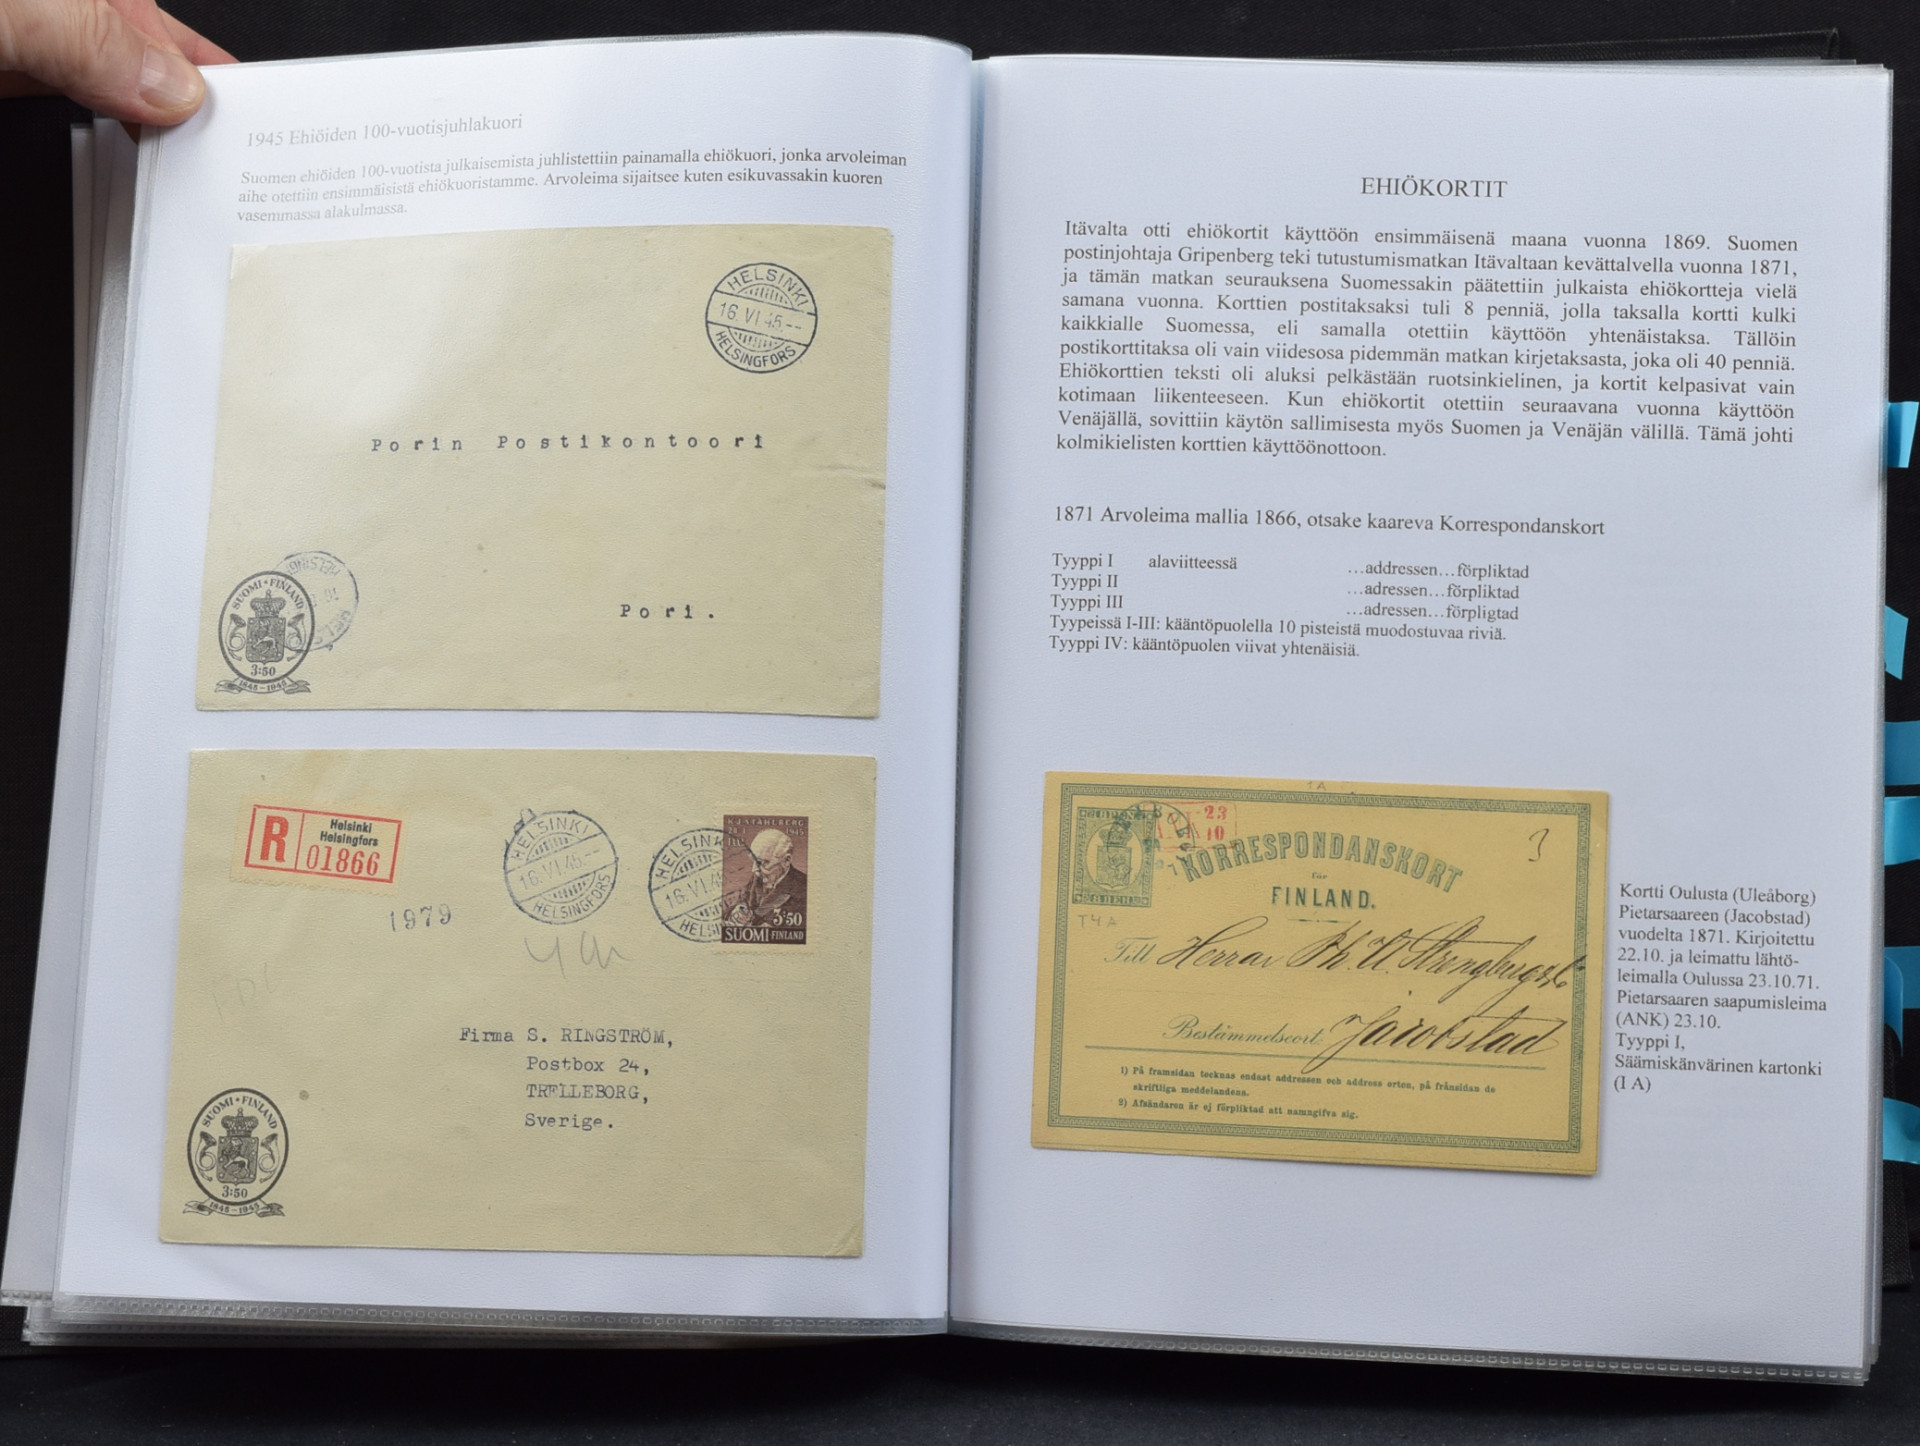 1945 Ehiöiden 100-vuotisjuhlakuori
Suomen ehiöiden 100-vuotista julkaisemista juhlistettiin painamalla ehiökuori, jonka arvoleiman
aihe otettiin ensimmäisistä ehiökuoristamme. Arvoleima sijaitsee kuten esikuvassakin kuoren
vasemmassa alakulmassa.
HELSINKI
16. VI 45 --
HELSINGFORS
Porin Postikontoori
Pori.
SUOMI • FINLAND
3:50
1845-1945
R
Helsinki
Helsingfors
01866
1979
HELSINKI
16. VI. 45 --
HELSINGFORS
HELSINKI
16. VI. 45
K J STÅHLBERG
1945
3:50
SUOMI FINLAND
Firma S. RINGSTRÖM,
Postbox 24,
TRELLEBORG,
Sverige.
SUOMI • FINLAND
3:50
1845-1945
EHIÖKORTIT
Itävalta otti ehiökortit käyttöön ensimmäisenä maana vuonna 1869. Suomen
postinjohtaja Gripenberg teki tutustumismatkan Itävaltaan kevättalvella vuonna 1871,
ja tämän matkan seurauksena Suomessakin päätettiin julkaista ehiökortteja vielä
samana vuonna. Korttien postitaksaksi tuli 8 penniä, jolla taksalla kortti kulki
kaikkialle Suomessa, eli samalla otettiin käyttöön yhtenäistaksa. Tällöin
postikorttitaksa oli vain viidesosa pidemmän matkan kirjetaksasta, joka oli 40 penniä.
Ehiökorttien teksti oli aluksi pelkästään ruotsinkielinen, ja kortit kelpasivat vain
kotimaan liikenteeseen. Kun ehiökortit otettiin seuraavana vuonna käyttöön
Venäjällä, sovittiin käytön sallimisesta myös Suomen ja Venäjän välillä. Tämä johti
kolmikielisten korttien käyttöönottoon.
1871 Arvoleima mallia 1866, otsake kaareva Korrespondanskort
Tyyppi I alaviitteessä ...addressen...förpliktad
Tyyppi II ...adressen...förpliktad
Tyyppi III ...adressen...förpligtad
Tyypeissä I-III: kääntöpuolella 10 pisteistä muodostuvaa riviä.
Tyyppi IV: kääntöpuolen viivat yhtenäisiä.
1A
23
10
3
KORRESPONDANSKORT
för
FINLAND.
T4A
Till Herrar Ph. U. Strengberg & C
Bestämmelseort Jacobstad
1) På framsidan tecknas endast addressen och address orten, på frånsidan de
skriftliga meddelandena.
2) Afsändaren är ej förpliktad att namngifva sig.
Kortti Oulusta (Uleåborg)
Pietarsaareen (Jacobstad)
vuodelta 1871. Kirjoitettu
22.10. ja leimattu lähtö-
leimalla Oulussa 23.10.71.
Pietarsaaren saapumisleima
(ANK) 23.10.
Tyyppi I,
Säämiskänvärinen kartonki
(I A)